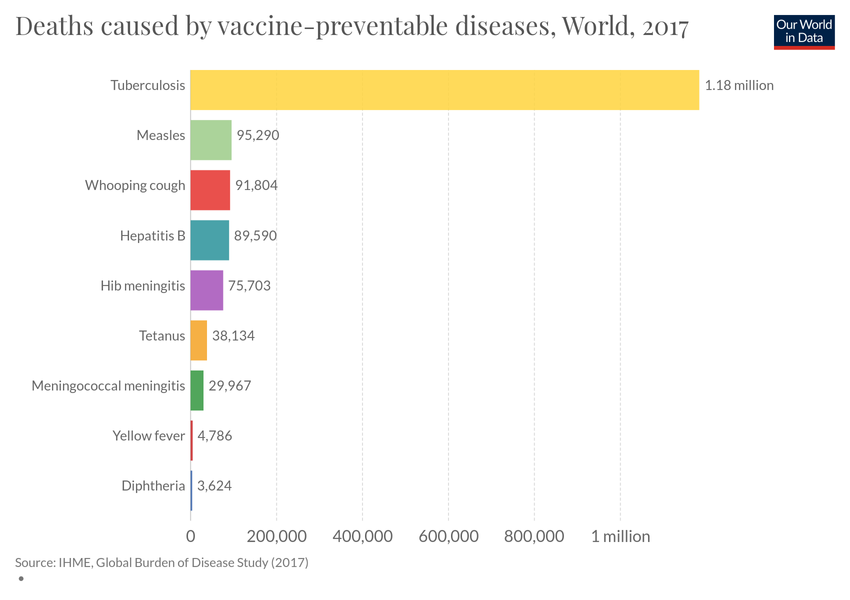 Deaths caused by vaccine-preventable diseases, World, 2017
Our World
in Data
Tuberculosis 1.18 million
Measles 95,290
Whooping cough 91,804
Hepatitis B 89,590
Hib meningitis 75,703
Tetanus 38,134
Meningococcal meningitis 29,967
Yellow fever 4,786
Diphtheria 3,624
0 200,000 400,000 600,000 800,000 1 million
Source: IHME, Global Burden of Disease Study (2017)
•